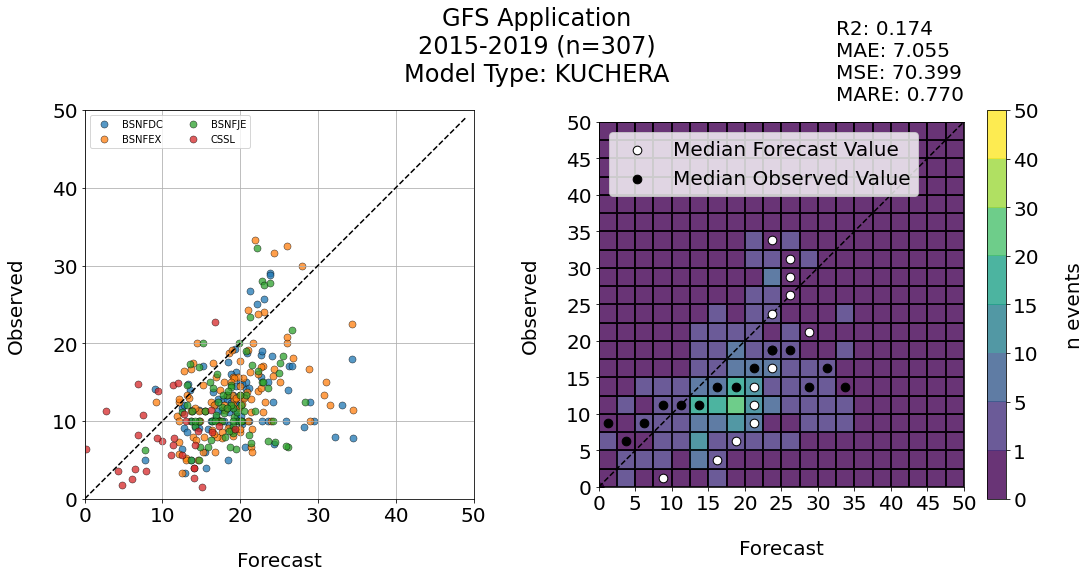 GFS Application
2015-2019 (n=307)
Model Type: KUCHERA
R2: 0.174
MAE: 7.055
MSE: 70.399
MARE: 0.770
BSNFDC
BSNFJE
BSNFEX
CSSL
50
40
30
20
10
0
0
10
20
30
40
50
Observed
Forecast
Median Forecast Value
Median Observed Value
50
45
40
35
30
25
20
15
10
5
0
0
5
10
15
20
25
30
35
40
45
50
Observed
Forecast
50
40
30
20
15
10
5
1
0
n events